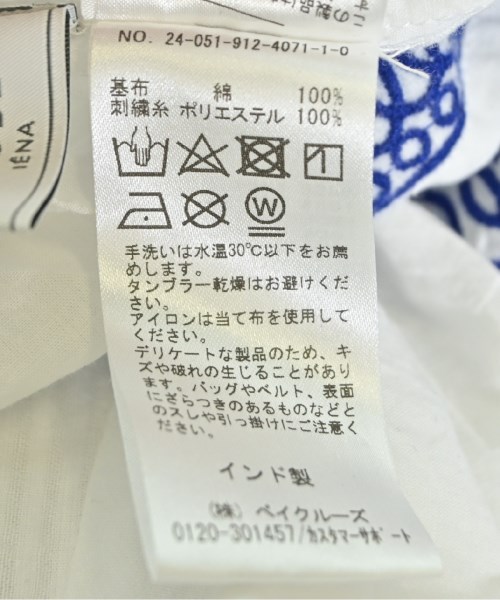 この製品
NO. 24-051-912-4071-1-0
基布 綿 100%
刺繍糸 ポリエステル 100%
W
手洗いは水温30℃以下をお薦
めします。
タンブラー乾燥はお避けくだ
さい。
アイロンは当て布を使用して
ください。
デリケートな製品のため、キ
ズや破れの生じることがあり
ます。バッグやベルト、表面
にざらつきのあるものなどと
のスレや引っ掛けにご注意く
ださい。
インド製
(株) ベイクルーズ
0120-301457/カスタマーサポート
IÉNA